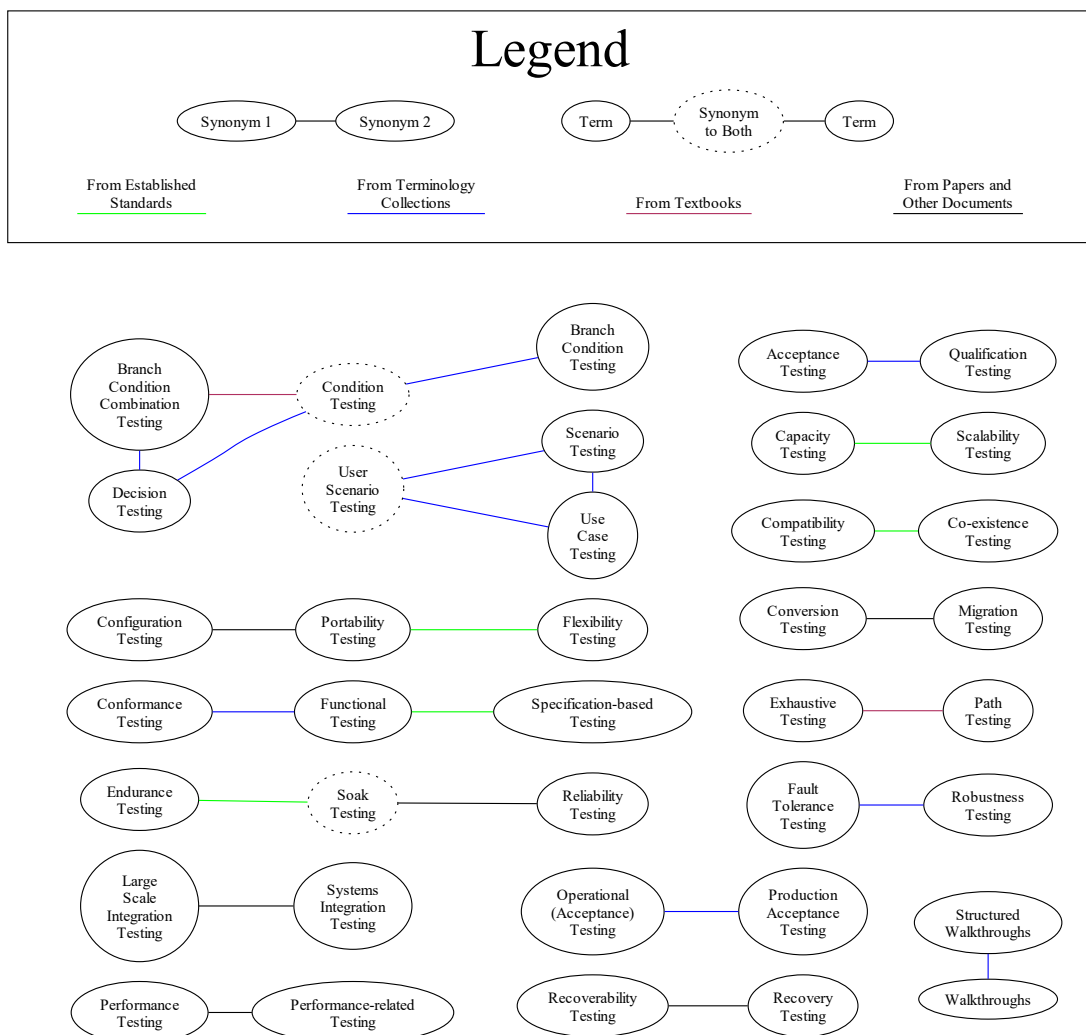 Legend
Synonym 1
Synonym 2
Term
Synonym
to Both
Term
From Established
Standards
From Terminology
Collections
From Textbooks
From Papers and
Other Documents
Branch
Condition
Combination
Testing
Condition
Testing
Branch
Condition
Testing
Decision
Testing
User
Scenario
Testing
Scenario
Testing
Use
Case
Testing
Acceptance
Testing
Qualification
Testing
Capacity
Testing
Scalability
Testing
Compatibility
Testing
Co-existence
Testing
Configuration
Testing
Portability
Testing
Flexibility
Testing
Conversion
Testing
Migration
Testing
Conformance
Testing
Functional
Testing
Specification-based
Testing
Exhaustive
Testing
Path
Testing
Endurance
Testing
Soak
Testing
Reliability
Testing
Fault
Tolerance
Testing
Robustness
Testing
Large
Scale
Integration
Testing
Systems
Integration
Testing
Operational
(Acceptance)
Testing
Production
Acceptance
Testing
Structured
Walkthroughs
Walkthroughs
Performance
Testing
Performance-related
Testing
Recoverability
Testing
Recovery
Testing